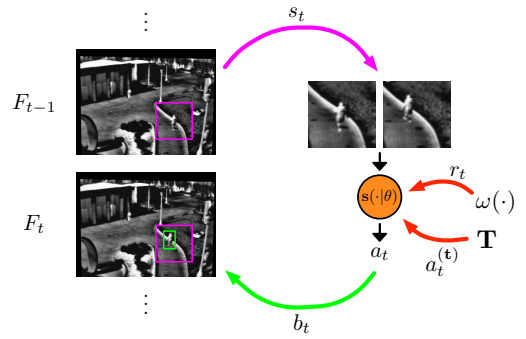 ⋮
s_t
F_{t−1}
r_t
s(·|θ)
ω(·)
F_t
T
a_t
a_t^{(t)}
⋮
b_t